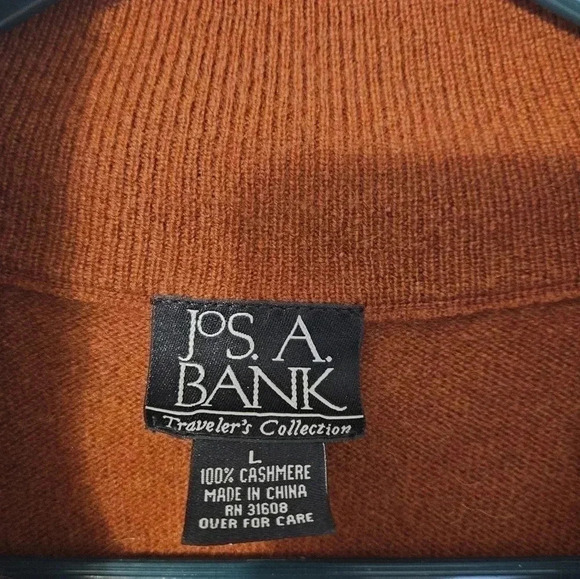 JOS. A.
BANK
Traveler's Collection
L
100% CASHMERE
MADE IN CHINA
RN 31608
OVER FOR CARE